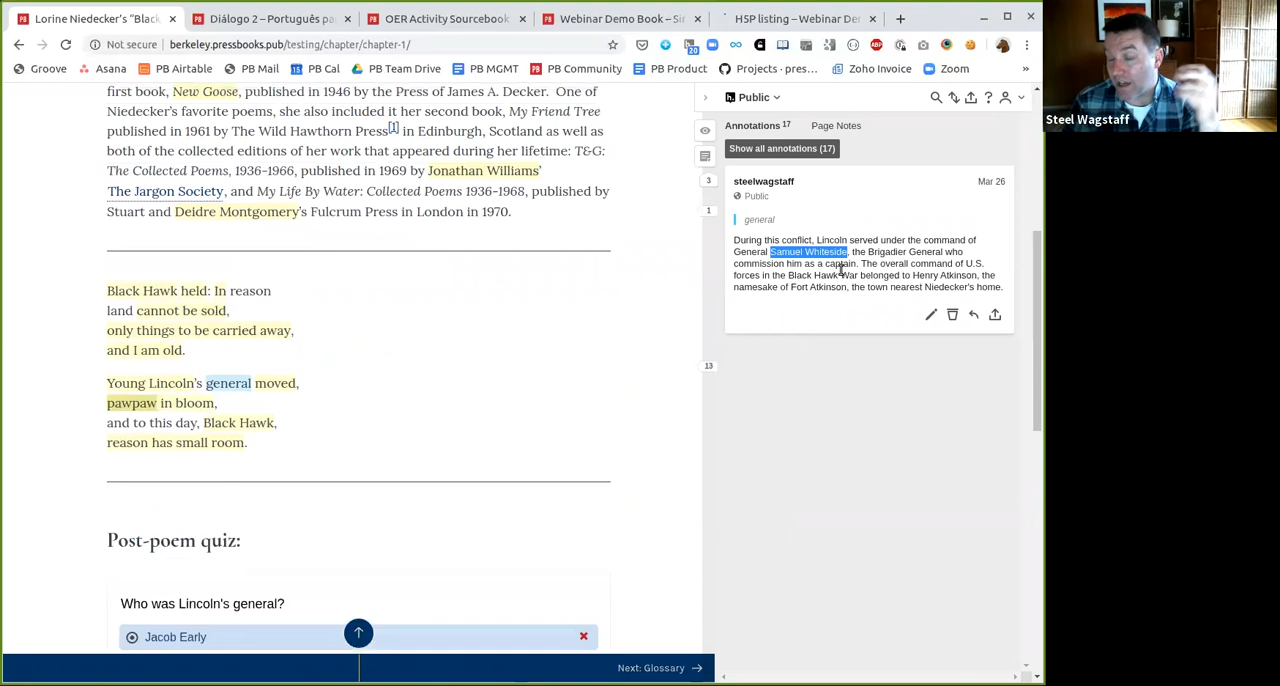 Lorine Niedecker's "Blac
Diálogo 2 – Português pa
OER Activity Sourcebook
Webinar Demo Book – Si
HSP listing – Webinar De
Not secure
berkeley.pressbooks.pub/testing/chapter/chapter-1/
20
ABP
Groove
Asana
PB Airtable
PB Mail
PB Cal
PB Team Drive
PB MGMT
PB Community
PB Product
Projects · pres...
Zoho Invoice
Zoom
»
first book, New Goose, published in 1946 by the Press of James A. Decker. One of
Niedecker's favorite poems, she also included it her second book, My Friend Tree
published in 1961 by The Wild Hawthorn Press[1] in Edinburgh, Scotland as well as
both of the collected editions of her work that appeared during her lifetime: T&G:
The Collected Poems, 1936-1966, published in 1969 by Jonathan Williams'
The Jargon Society, and My Life By Water: Collected Poems 1936-1968, published by
Stuart and Deidre Montgomery's Fulcrum Press in London in 1970.
Black Hawk held: In reason
land cannot be sold,
only things to be carried away,
and I am old.
Young Lincoln's general moved,
pawpaw in bloom,
and to this day, Black Hawk,
reason has small room.
Post-poem quiz:
Who was Lincoln's general?
Jacob Early
Next: Glossary
Public
Annotations 17
Page Notes
Show all annotations (17)
3
1
13
steelwagstaff
Mar 26
Public
general
During this conflict, Lincoln served under the command of
General Samuel Whiteside, the Brigadier General who
commission him as a captain. The overall command of U.S.
forces in the Black Hawk War belonged to Henry Atkinson, the
namesake of Fort Atkinson, the town nearest Niedecker's home.
Steel Wagstaff